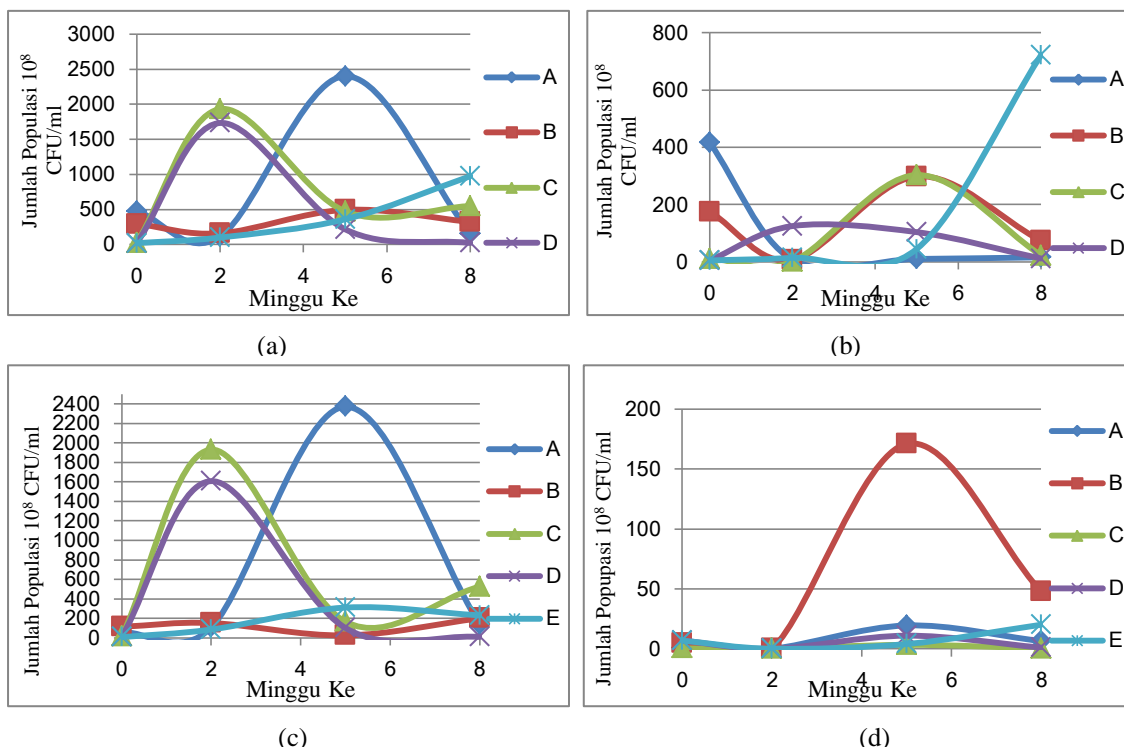 Jumlah Populasi 10⁸
CFU/ml
3000
2500
2000
1500
1000
500
0
0 2 4 6 8
Minggu Ke
A
B
C
D
(a)
Jumlah Populasi 10⁸
CFU/ml
800
600
400
200
0
0 2 4 6 8
Minggu Ke
A
B
C
D
(b)
Jumlah Populasi 10⁸ CFU/ml
2400
2200
2000
1800
1600
1400
1200
1000
800
600
400
200
0
0 2 4 6 8
Minggu Ke
A
B
C
D
E
(c)
Jumlah Popupasi 10⁸ CFU/ml
200
150
100
50
0
0 2 4 6 8
Minggu Ke
A
B
C
D
E
(d)